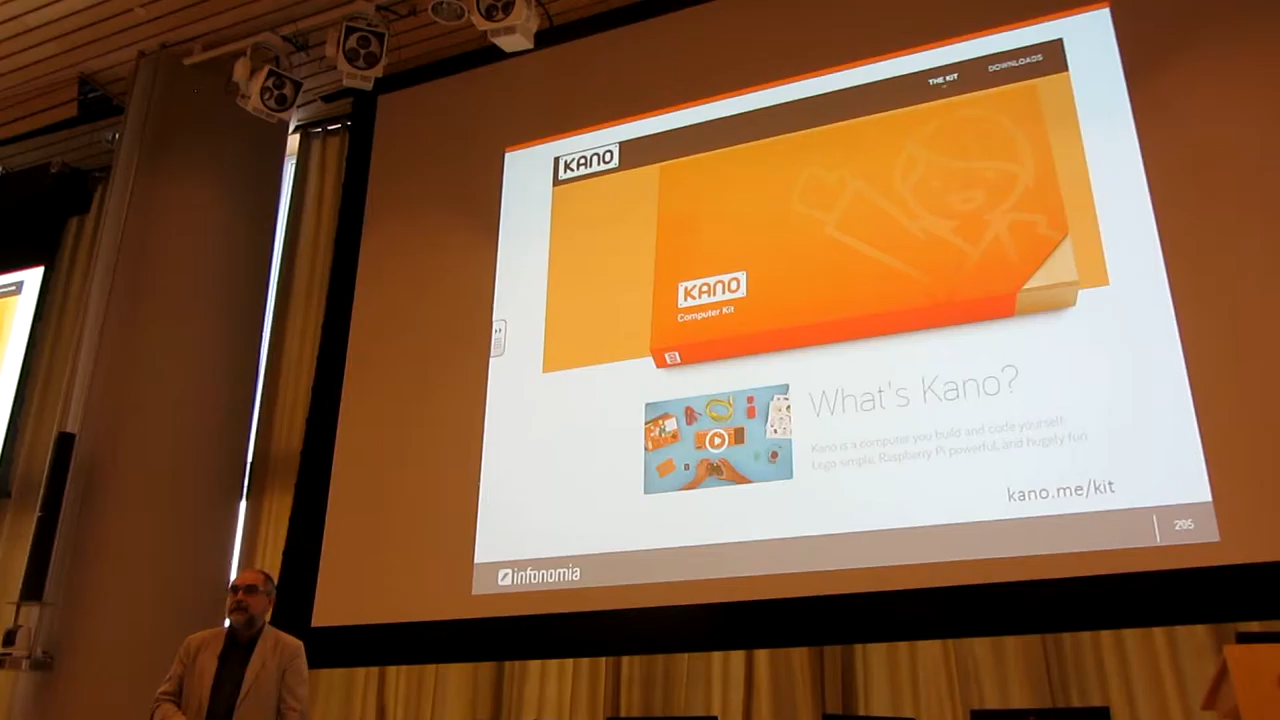 THE KIT
DOWNLOADS
KANO
KANO
Computer Kit
What's Kano?
Kano is a computer you build and code yourself.
Lego simple, Raspberry Pi powerful, and hugely fun
kano.me/kit
205
infonomia